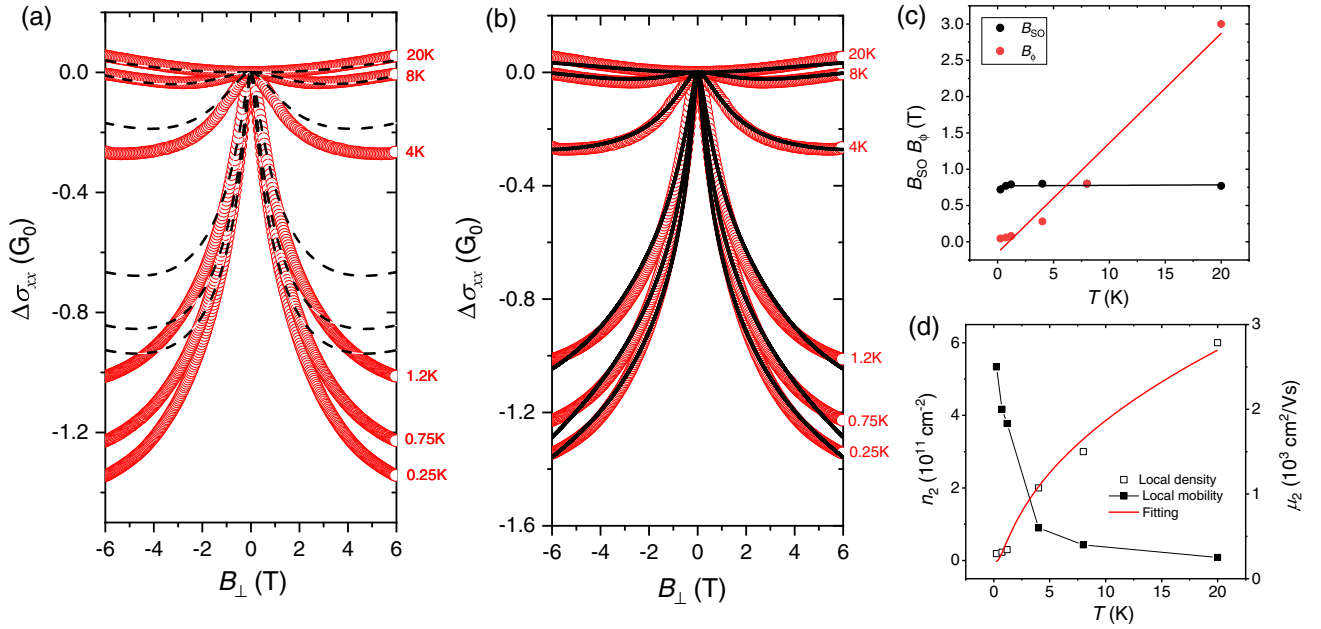 (a)
0.0
-0.4
-0.8
-1.2
-6 -4 -2 0 2 4 6
Δσxx (G0)
B⊥ (T)
20K
8K
4K
1.2K
0.75K
0.25K
(b)
0.0
-0.4
-0.8
-1.2
-1.6
-6 -4 -2 0 2 4 6
Δσxx (G0)
B⊥ (T)
20K
8K
4K
1.2K
0.75K
0.25K
(c)
BSO
Bϕ
3.0
2.5
2.0
1.5
1.0
0.5
0.0
0 5 10 15 20
BSO Bϕ (T)
T (K)
(d)
6
4
2
0
n2 (10^11 cm^-2)
Local density
Local mobility
Fitting
3
2
1
0
μ2 (10^3 cm^2/Vs)
0 5 10 15 20
T (K)